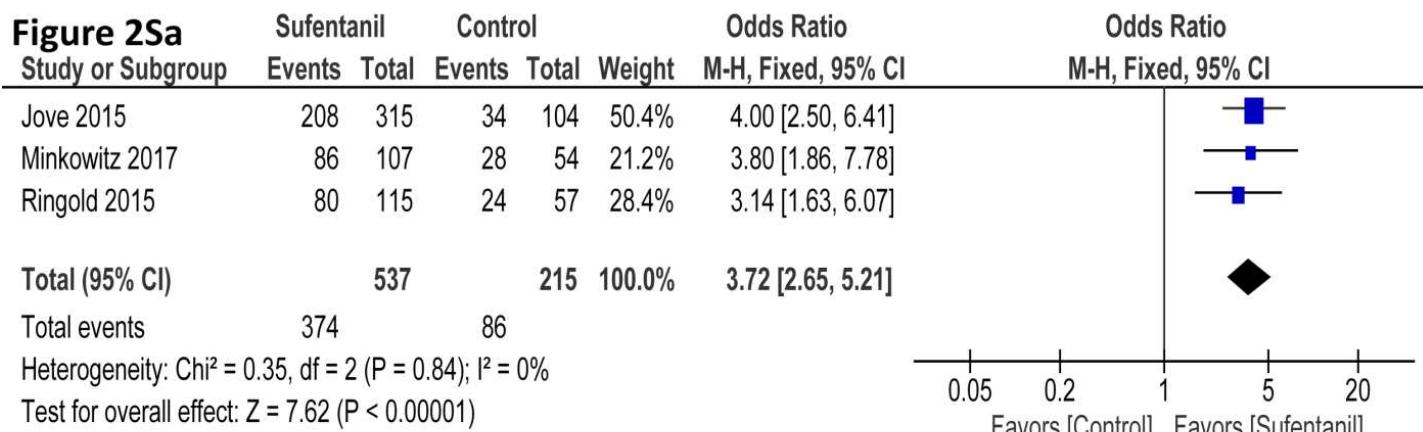 Figure 2Sa Sufentanil Control Odds Ratio Odds Ratio
Study or Subgroup Events Total Events Total Weight M-H, Fixed, 95% CI M-H, Fixed, 95% CI
Jove 2015 208 315 34 104 50.4% 4.00 [2.50, 6.41]
Minkowitz 2017 86 107 28 54 21.2% 3.80 [1.86, 7.78]
Ringold 2015 80 115 24 57 28.4% 3.14 [1.63, 6.07]
Total (95% CI) 537 215 100.0% 3.72 [2.65, 5.21]
Total events 374 86
Heterogeneity: Chi² = 0.35, df = 2 (P = 0.84); I² = 0%
Test for overall effect: Z = 7.62 (P < 0.00001)
0.05 0.2 1 5 20
Favors [Control] Favors [Sufentanil]